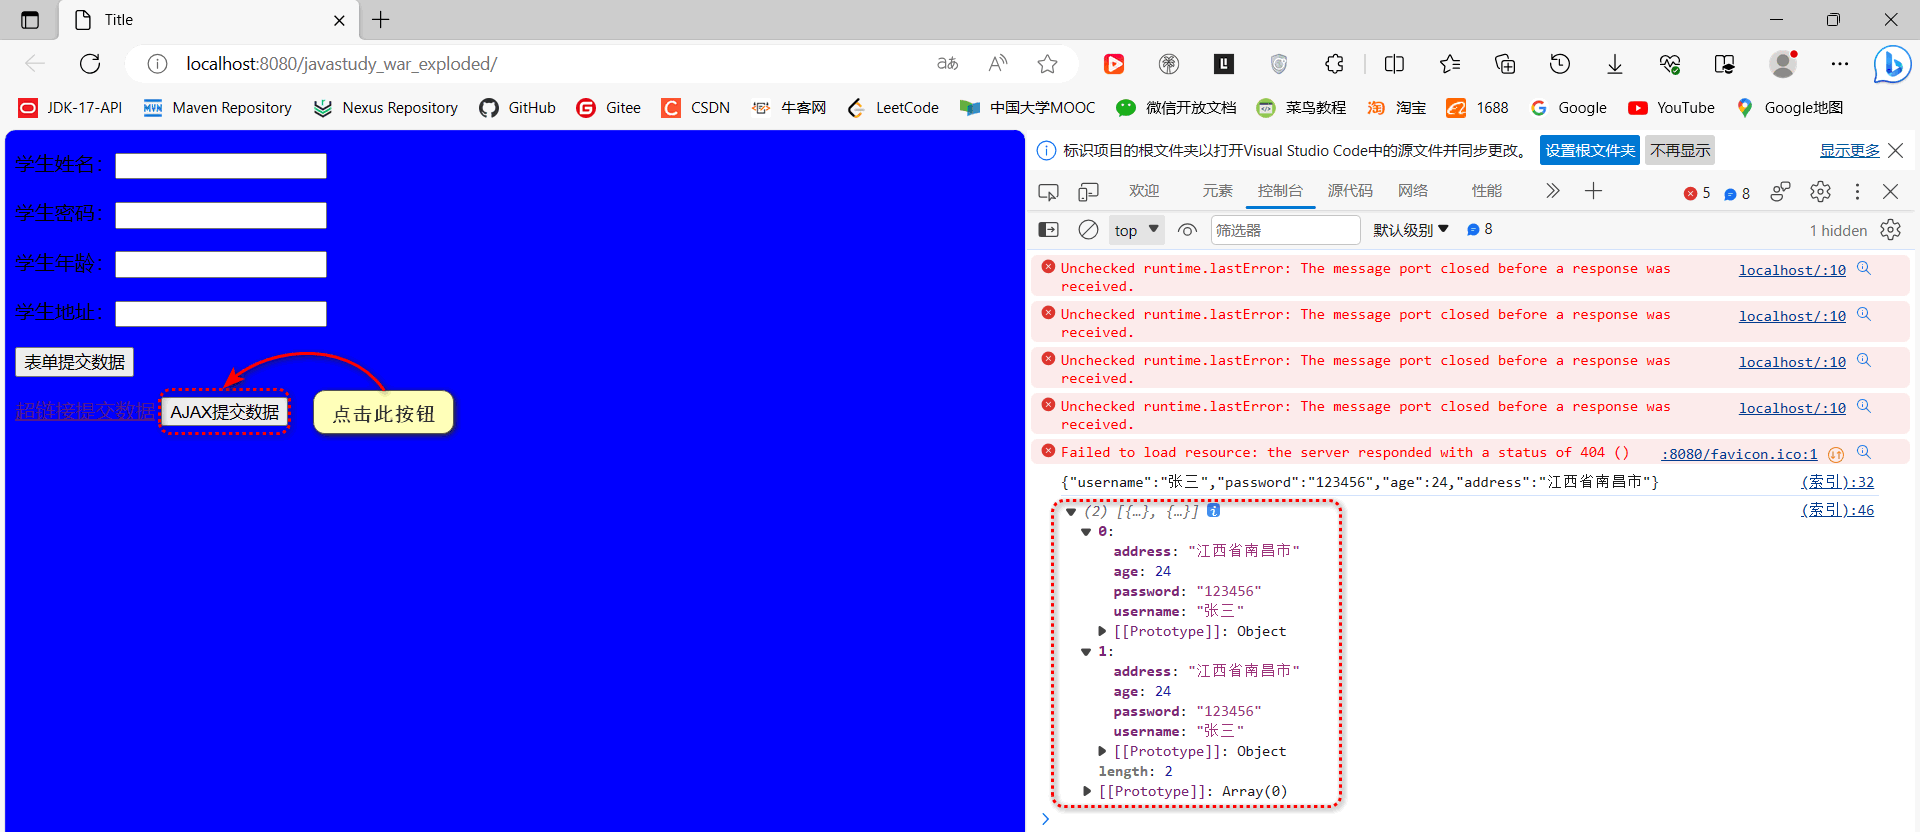 Title
localhost:8080/javastudy_war_exploded/
JDK-17-API Maven Repository Nexus Repository GitHub Gitee CSDN 牛客网 LeetCode 中国大学MOOC 微信开放文档 菜鸟教程 淘宝 1688 Google YouTube Google地图
学生姓名：
学生密码：
学生年龄：
学生地址：
表单提交数据
超链接提交数据 AJAX提交数据 点击此按钮
标识项目的根文件夹以打开Visual Studio Code中的源文件并同步更改。 设置根文件夹 不再显示 显示更多
欢迎 元素 控制台 源代码 网络 性能 5 8
top 筛选器 默认级别 8 1 hidden
Unchecked runtime.lastError: The message port closed before a response was localhost/:10
received.
Unchecked runtime.lastError: The message port closed before a response was localhost/:10
received.
Unchecked runtime.lastError: The message port closed before a response was localhost/:10
received.
Unchecked runtime.lastError: The message port closed before a response was localhost/:10
received.
Failed to load resource: the server responded with a status of 404 () :8080/favicon.ico:1
{"username":"张三","password":"123456","age":24,"address":"江西省南昌市"} (索引):32
(2) [{…}, {…}] (索引):46
0:
address: "江西省南昌市"
age: 24
password: "123456"
username: "张三"
[[Prototype]]: Object
1:
address: "江西省南昌市"
age: 24
password: "123456"
username: "张三"
[[Prototype]]: Object
length: 2
[[Prototype]]: Array(0)